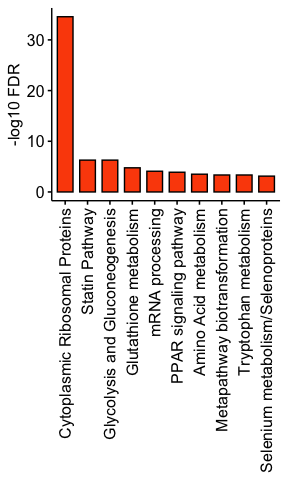 -log10 FDR
30
20
10
0
Cytoplasmic Ribosomal Proteins
Statin Pathway
Glycolysis and Gluconeogenesis
Glutathione metabolism
mRNA processing
PPAR signaling pathway
Amino Acid metabolism
Metapathway biotransformation
Tryptophan metabolism
Selenium metabolism/Selenoproteins